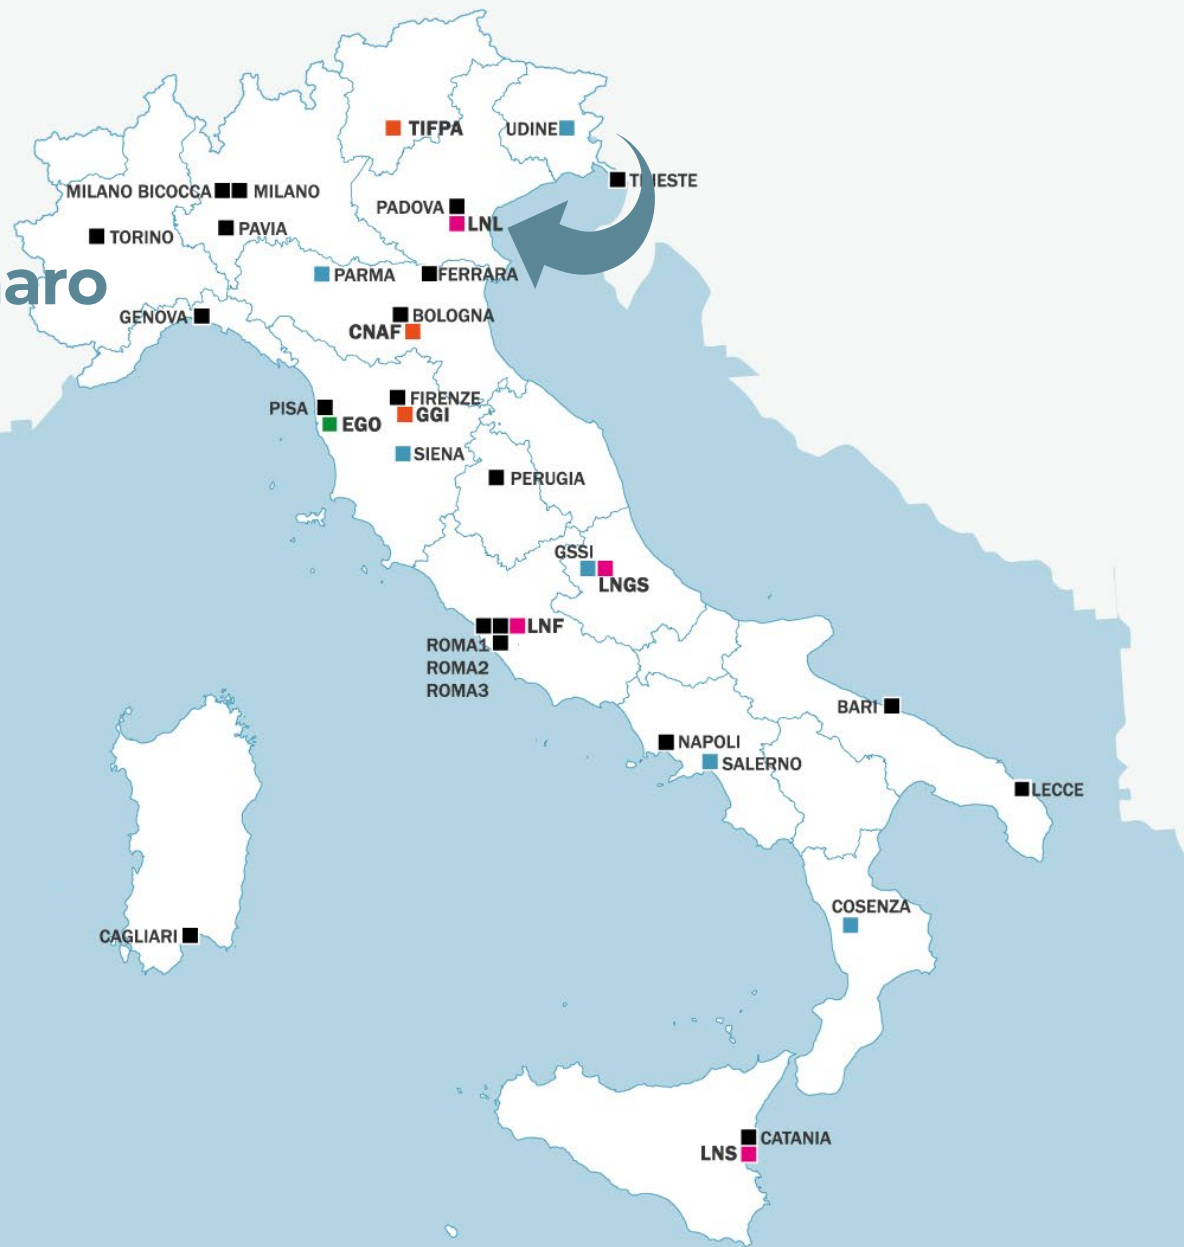 TIFPA
UDINE
TRIESTE
MILANO BICOCCA
MILANO
PADOVA
LNL
PAVIA
TORINO
PARMA
FERRARA
aro
GENOVA
BOLOGNA
CNAF
FIRENZE
PISA
GGI
EGO
SIENA
PERUGIA
GSSI
LNGS
LNF
ROMA1
ROMA2
ROMA3
BARI
NAPOLI
SALERNO
LECCE
COSENZA
CAGLIARI
CATANIA
LNS